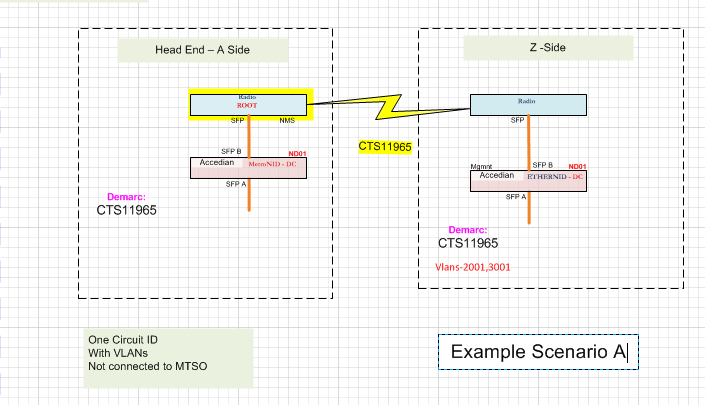 Head End – A Side
Radio
ROOT
SFP
NMS
SFP B
ND01
Accedian
MetroNID - DC
SFP A
Demarc:
CTS11965
CTS11965
Z -Side
Radio
SFP
Mgmnt
SFP B
ND01
Accedian
ETHERNID - DC
SFP A
Demarc:
CTS11965
Vlans-2001,3001
One Circuit ID
With VLANs
Not connected to MTSO
Example Scenario A